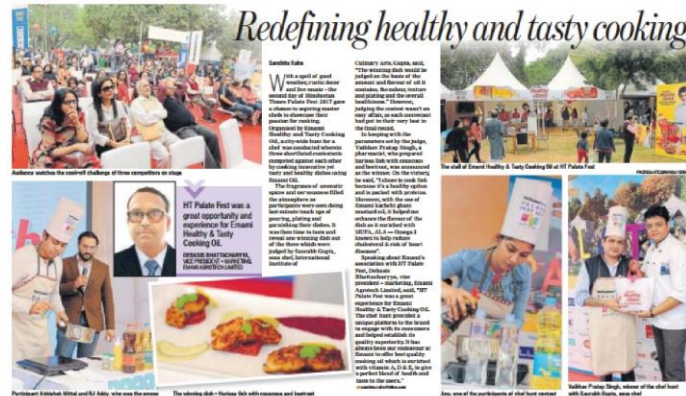 Redefining healthy and tasty cooking
Sanchita Kalra
With a spell of good
weather, rustic decor
and live music – the
second day of Hindustan
Times Palate Fest 2017 gave
a chance to aspiring master
chefs to showcase their
passion for cooking.
Organised by Emami
Healthy and Tasty Cooking
Oil, a city-wide hunt for a
chef was conducted wherein
three shortlisted contestants
competed against each other
by cooking innovative yet
tasty and healthy dishes using
Emami Oil.
The fragrance of aromatic
spices and nervousness filled
the atmosphere as
participants were seen doing
last-minute touch ups of
pouring, plating and
garnishing their dishes. It
was then time to taste and
reveal one winning dish out
of the three which were
judged by Saurabh Gupta,
sous chef, International
Institute of
Culinary Arts. Gupta, said,
"The winning dish would be
judged on the basis of the
amount and flavour of oil it
contains, the colour, texture
and plating and the overall
healthiness." However,
judging the contest wasn't an
easy affair, as each contestant
had put in their very best in
the final round.
In keeping with the
parameters set by the judge,
Vaibhav Pratap Singh, a
pharmacist, who prepared
harissa fish with couscous
and beetroot, was announced
as the winner. On the victory,
he said, "I chose to cook fish
because it's a healthy option
and is packed with proteins.
Moreover, with the use of
Emami kachchi ghani
mustard oil, it helped me
enhance the flavour of the
dish as it enriched with
MUFA, ALA – Omega 3
known to help reduce
cholesterol & risk of heart
diseases".
Speaking about Emami's
association with HT Palate
Fest, Debasis
Bhattacharyya, vice
president – marketing, Emami
Agrotech Limited, said, "HT
Palate Fest was a great
experience for Emami
Healthy & Tasty Cooking Oil.
The chef hunt provided a
unique platform to the brand
to engage with its consumers
and helped establish its
quality superiority. It has
always been our endeavour at
Emami to offer best quality
cooking oil which is enriched
with vitamin A, D & E, to give
a perfect blend of health and
taste to the users."
Audience watches the cook-off challenge of three competitors on stage
The stall of Emami Healthy & Tasty Cooking Oil at HT Palate Fest
HT Palate Fest was a
great opportunity and
experience for Emami
Healthy & Tasty
Cooking Oil.
DEBASIS BHATTACHARYYA,
VICE PRESIDENT – MARKETING,
EMAMI AGROTECH LIMITED
Participant Abhishek Mittal and RJ
who was the emcee
The winning dish – Harissa fish with couscous and beetroot
one of the participants of chef hunt contest
Vaibhav Pratap Singh, winner of the chef hunt
with Saurabh Gupta, sous chef